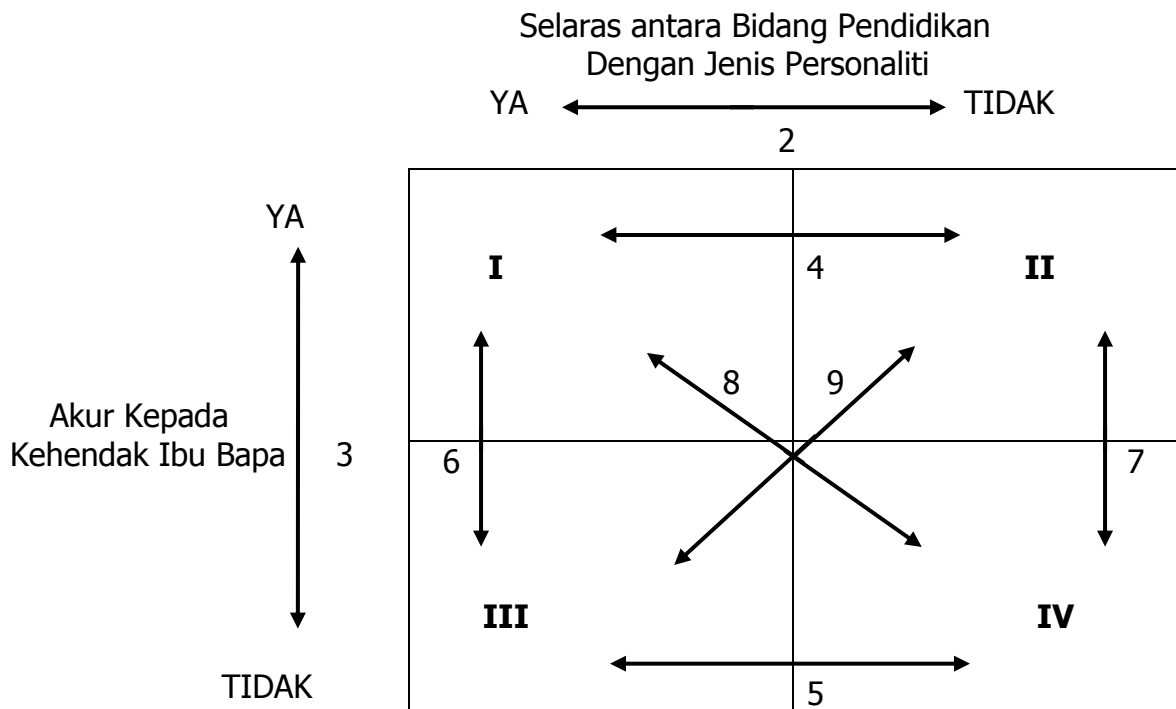 Selaras antara Bidang Pendidikan
Dengan Jenis Personaliti
YA
TIDAK
2
YA
I
4
II
8
9
Akur Kepada
Kehendak Ibu Bapa
3
6
7
III
IV
TIDAK
5